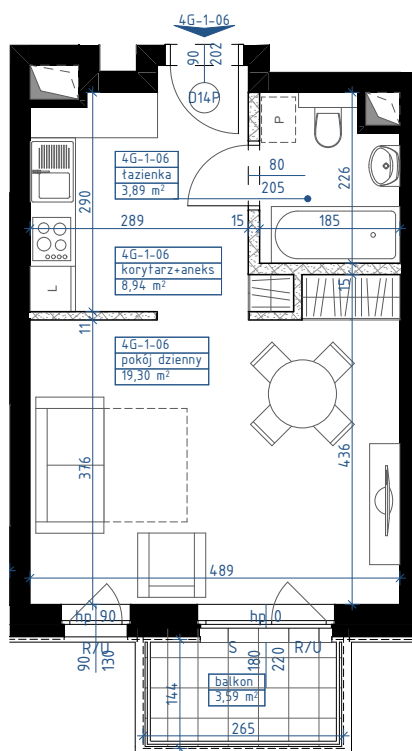 4G-1-06
90
202
D14P
P
4G-1-06
łazienka
3,89 m²
80
205
226
290
289
15
185
4G-1-06
korytarz+aneks
8,94 m²
L
15
11
4G-1-06
pokój dzienny
19,30 m²
376
436
489
hp 90
hp 0
R/U
S
R/U
90
130
180
220
144
balkon
3,59 m²
265